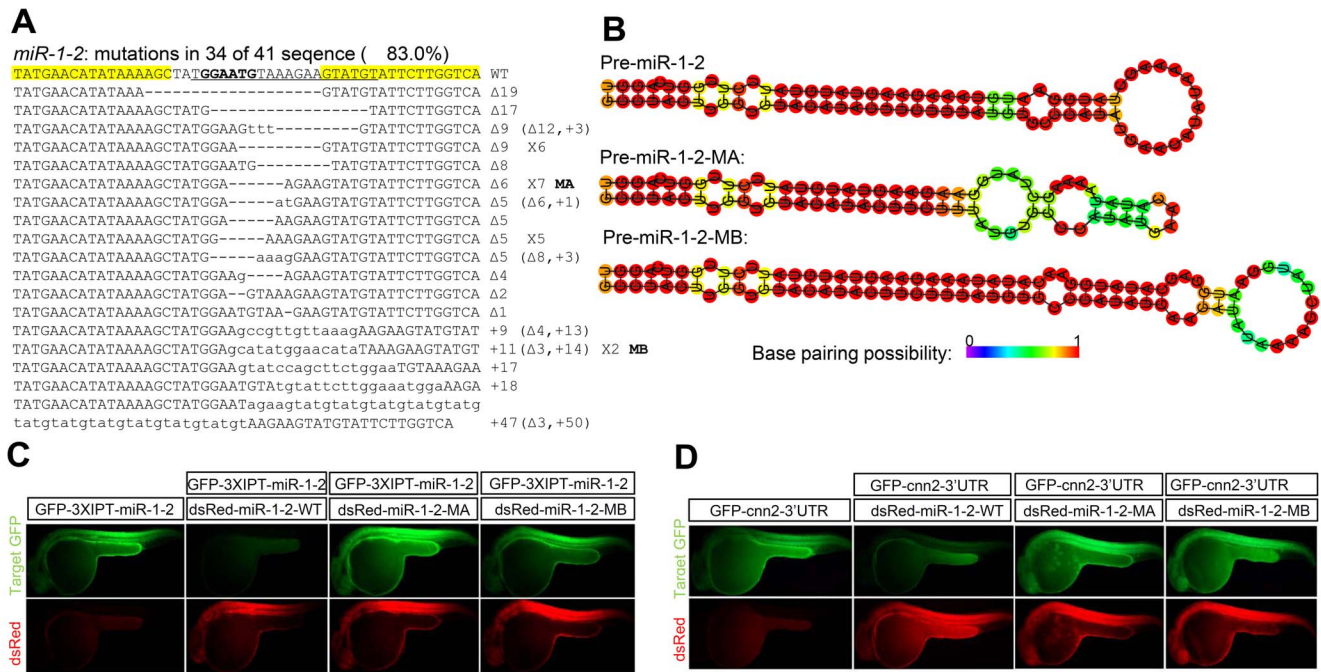 A
miR-1-2: mutations in 34 of 41 seqence ( 83.0%)
TATGAACATATAAAAGCTATGGAATGTAAAGAAGTATGTATTCTTGGTCA WT
TATGAACATATAAA-------------------GTATGTATTCTTGGTCA Δ19
TATGAACATATAAAAGCTATG-----------------TATTCTTGGTCA Δ17
TATGAACATATAAAAGCTATGGAAGttt---------GTATTCTTGGTCA Δ9 (Δ12,+3)
TATGAACATATAAAAGCTATGGAA---------GTATGTATTCTTGGTCA Δ9 X6
TATGAACATATAAAAGCTATGGAATG--------TATGTATTCTTGGTCA Δ8
TATGAACATATAAAAGCTATGGA------AGAAGTATGTATTCTTGGTCA Δ6 X7 MA
TATGAACATATAAAAGCTATGGA-----atGAAGTATGTATTCTTGGTCA Δ5 (Δ6,+1)
TATGAACATATAAAAGCTATGGA-----AAGAAGTATGTATTCTTGGTCA Δ5
TATGAACATATAAAAGCTATGG-----AAAGAAGTATGTATTCTTGGTCA Δ5 X5
TATGAACATATAAAAGCTATG-----aaagGAAGTATGTATTCTTGGTCA Δ5 (Δ8,+3)
TATGAACATATAAAAGCTATGGAAg----AGAAGTATGTATTCTTGGTCA Δ4
TATGAACATATAAAAGCTATGGA--GTAAAGAAGTATGTATTCTTGGTCA Δ2
TATGAACATATAAAAGCTATGGAATGTAA-GAAGTATGTATTCTTGGTCA Δ1
TATGAACATATAAAAGCTATGGAAgccgttgttaaagAAGAAGTATGTAT +9 (Δ4,+13)
TATGAACATATAAAAGCTATGGAgcatatggaacataTAAAGAAGTATGT +11(Δ3,+14) X2 MB
TATGAACATATAAAAGCTATGGAAgtatccagcttctggaatGTAAAGAA +17
TATGAACATATAAAAGCTATGGAATGTAtgtattcttggaatggaAAGA +18
TATGAACATATAAAAGCTATGGAATagaagtatgtatgtatgtatgtatg
tatgtatgtatgtatgtatgtatgtAAGAAGTATGTATTCTTGGTCA +47(Δ3,+50)
B
Pre-miR-1-2
Pre-miR-1-2-MA:
Pre-miR-1-2-MB:
Base pairing possibility: 0 1
C
GFP-3XIPT-miR-1-2 GFP-3XIPT-miR-1-2 GFP-3XIPT-miR-1-2
GFP-3XIPT-miR-1-2 dsRed-miR-1-2-WT dsRed-miR-1-2-MA dsRed-miR-1-2-MB
Target GFP
dsRed
D
GFP-cnn2-3'UTR GFP-cnn2-3'UTR GFP-cnn2-3'UTR
GFP-cnn2-3'UTR dsRed-miR-1-2-WT dsRed-miR-1-2-MA dsRed-miR-1-2-MB
Target GFP
dsRed